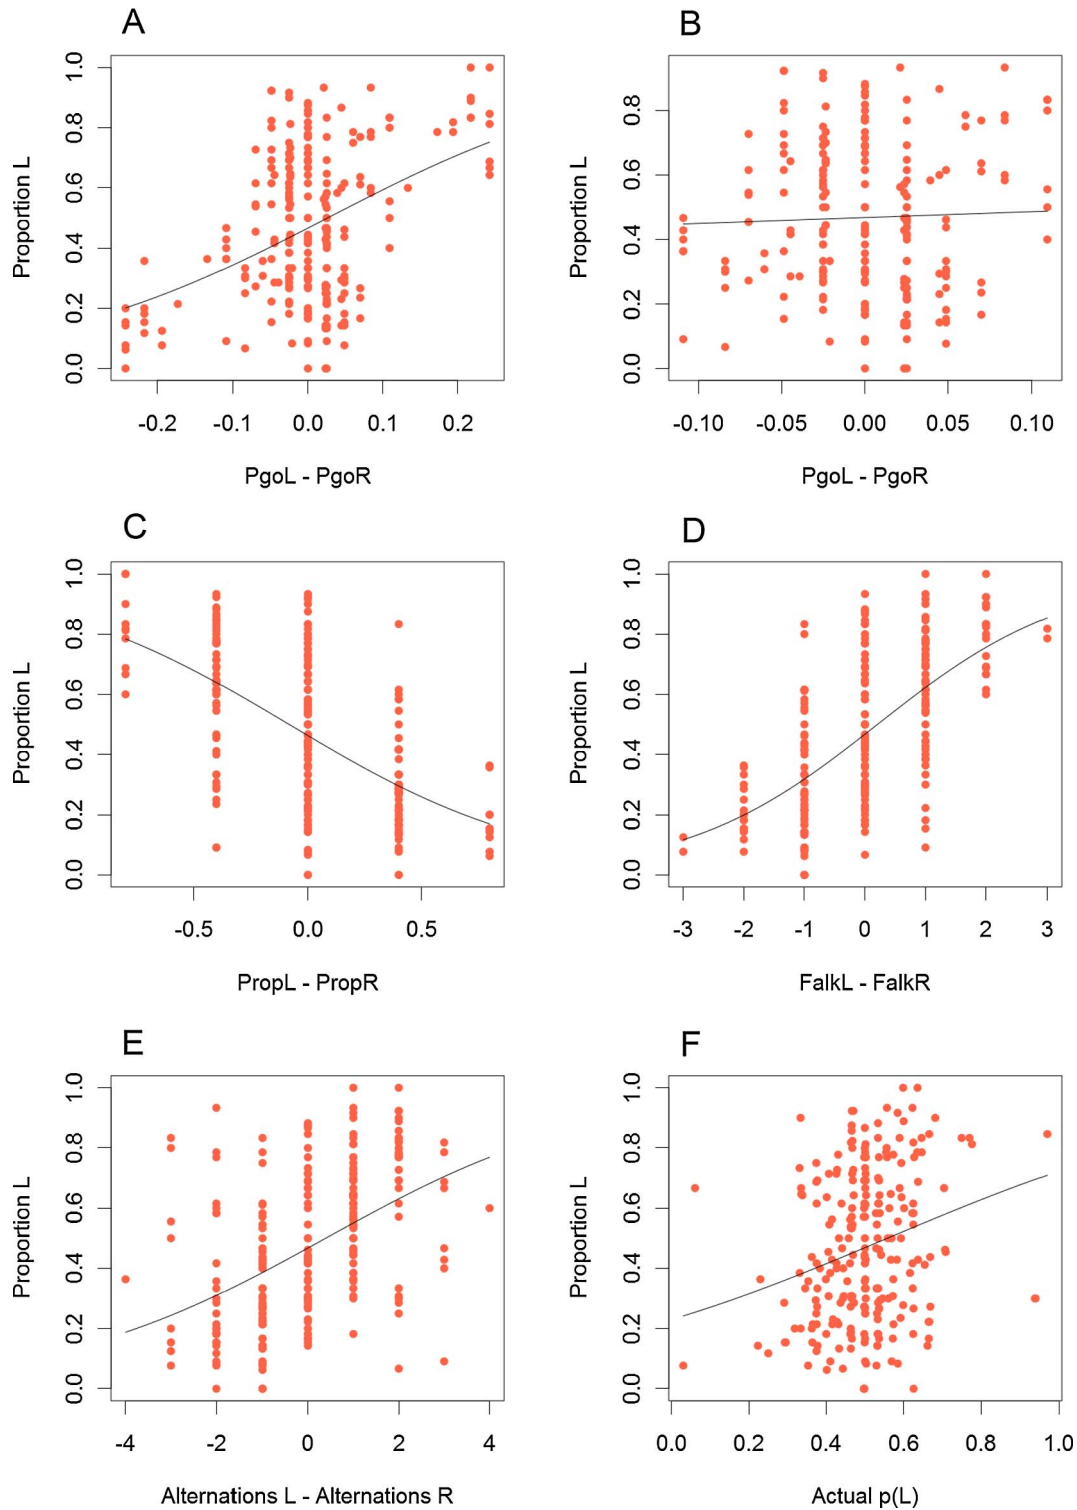 A
Proportion L
1.0
0.8
0.6
0.4
0.2
0.0
-0.2 -0.1 0.0 0.1 0.2
PgoL - PgoR
B
Proportion L
0.8
0.6
0.4
0.2
0.0
-0.10 -0.05 0.00 0.05 0.10
PgoL - PgoR
C
Proportion L
1.0
0.8
0.6
0.4
0.2
0.0
-0.5 0.0 0.5
PropL - PropR
D
Proportion L
1.0
0.8
0.6
0.4
0.2
0.0
-3 -2 -1 0 1 2 3
FalkL - FalkR
E
Proportion L
1.0
0.8
0.6
0.4
0.2
0.0
-4 -2 0 2 4
Alternations L - Alternations R
F
Proportion L
1.0
0.8
0.6
0.4
0.2
0.0
0.0 0.2 0.4 0.6 0.8 1.0
Actual p(L)